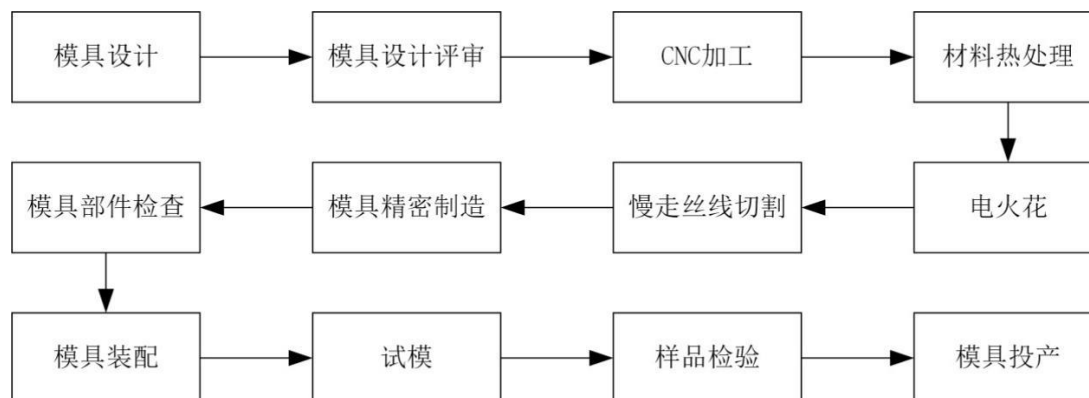 模具设计
模具设计评审
CNC加工
材料热处理
电火花
慢走丝线切割
模具精密制造
模具部件检查
模具装配
试模
样品检验
模具投产